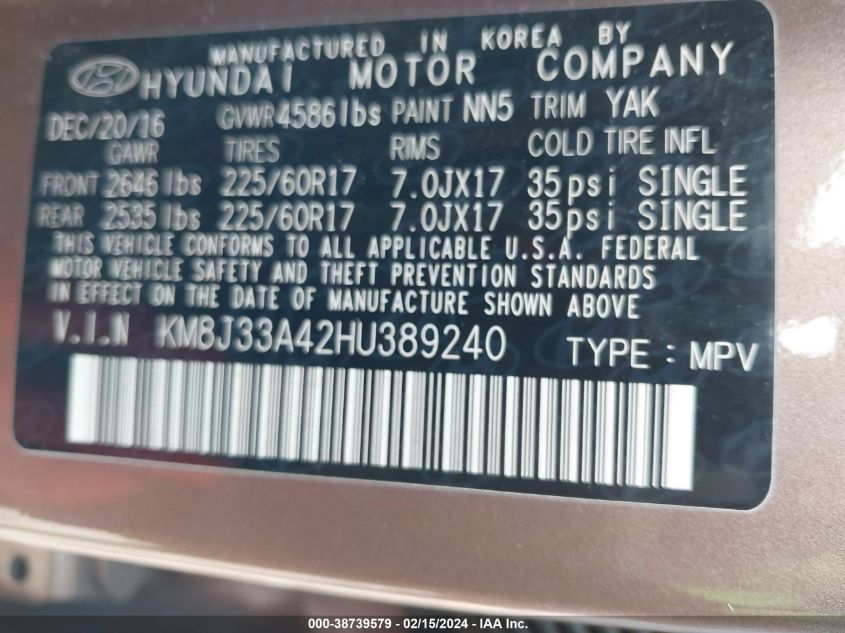 MANUFACTURED IN KOREA BY
HYUNDAI MOTOR COMPANY
DEC/20/16 GVWR 4586lbs PAINT NN5 TRIM YAK
GAWR TIRES RIMS COLD TIRE INFL
FRONT 2646 lbs 225/60R17 7.0JX17 35psi SINGLE
REAR 2535 lbs 225/60R17 7.0JX17 35psi SINGLE
THIS VEHICLE CONFORMS TO ALL APPLICABLE U.S.A. FEDERAL
MOTOR VEHICLE SAFETY AND THEFT PREVENTION STANDARDS
IN EFFECT ON THE DATE OF MANUFACTURE SHOWN ABOVE
V.I.N KM8J33A42HU389240 TYPE : MPV
000-38739579 - 02/15/2024 - IAA Inc.